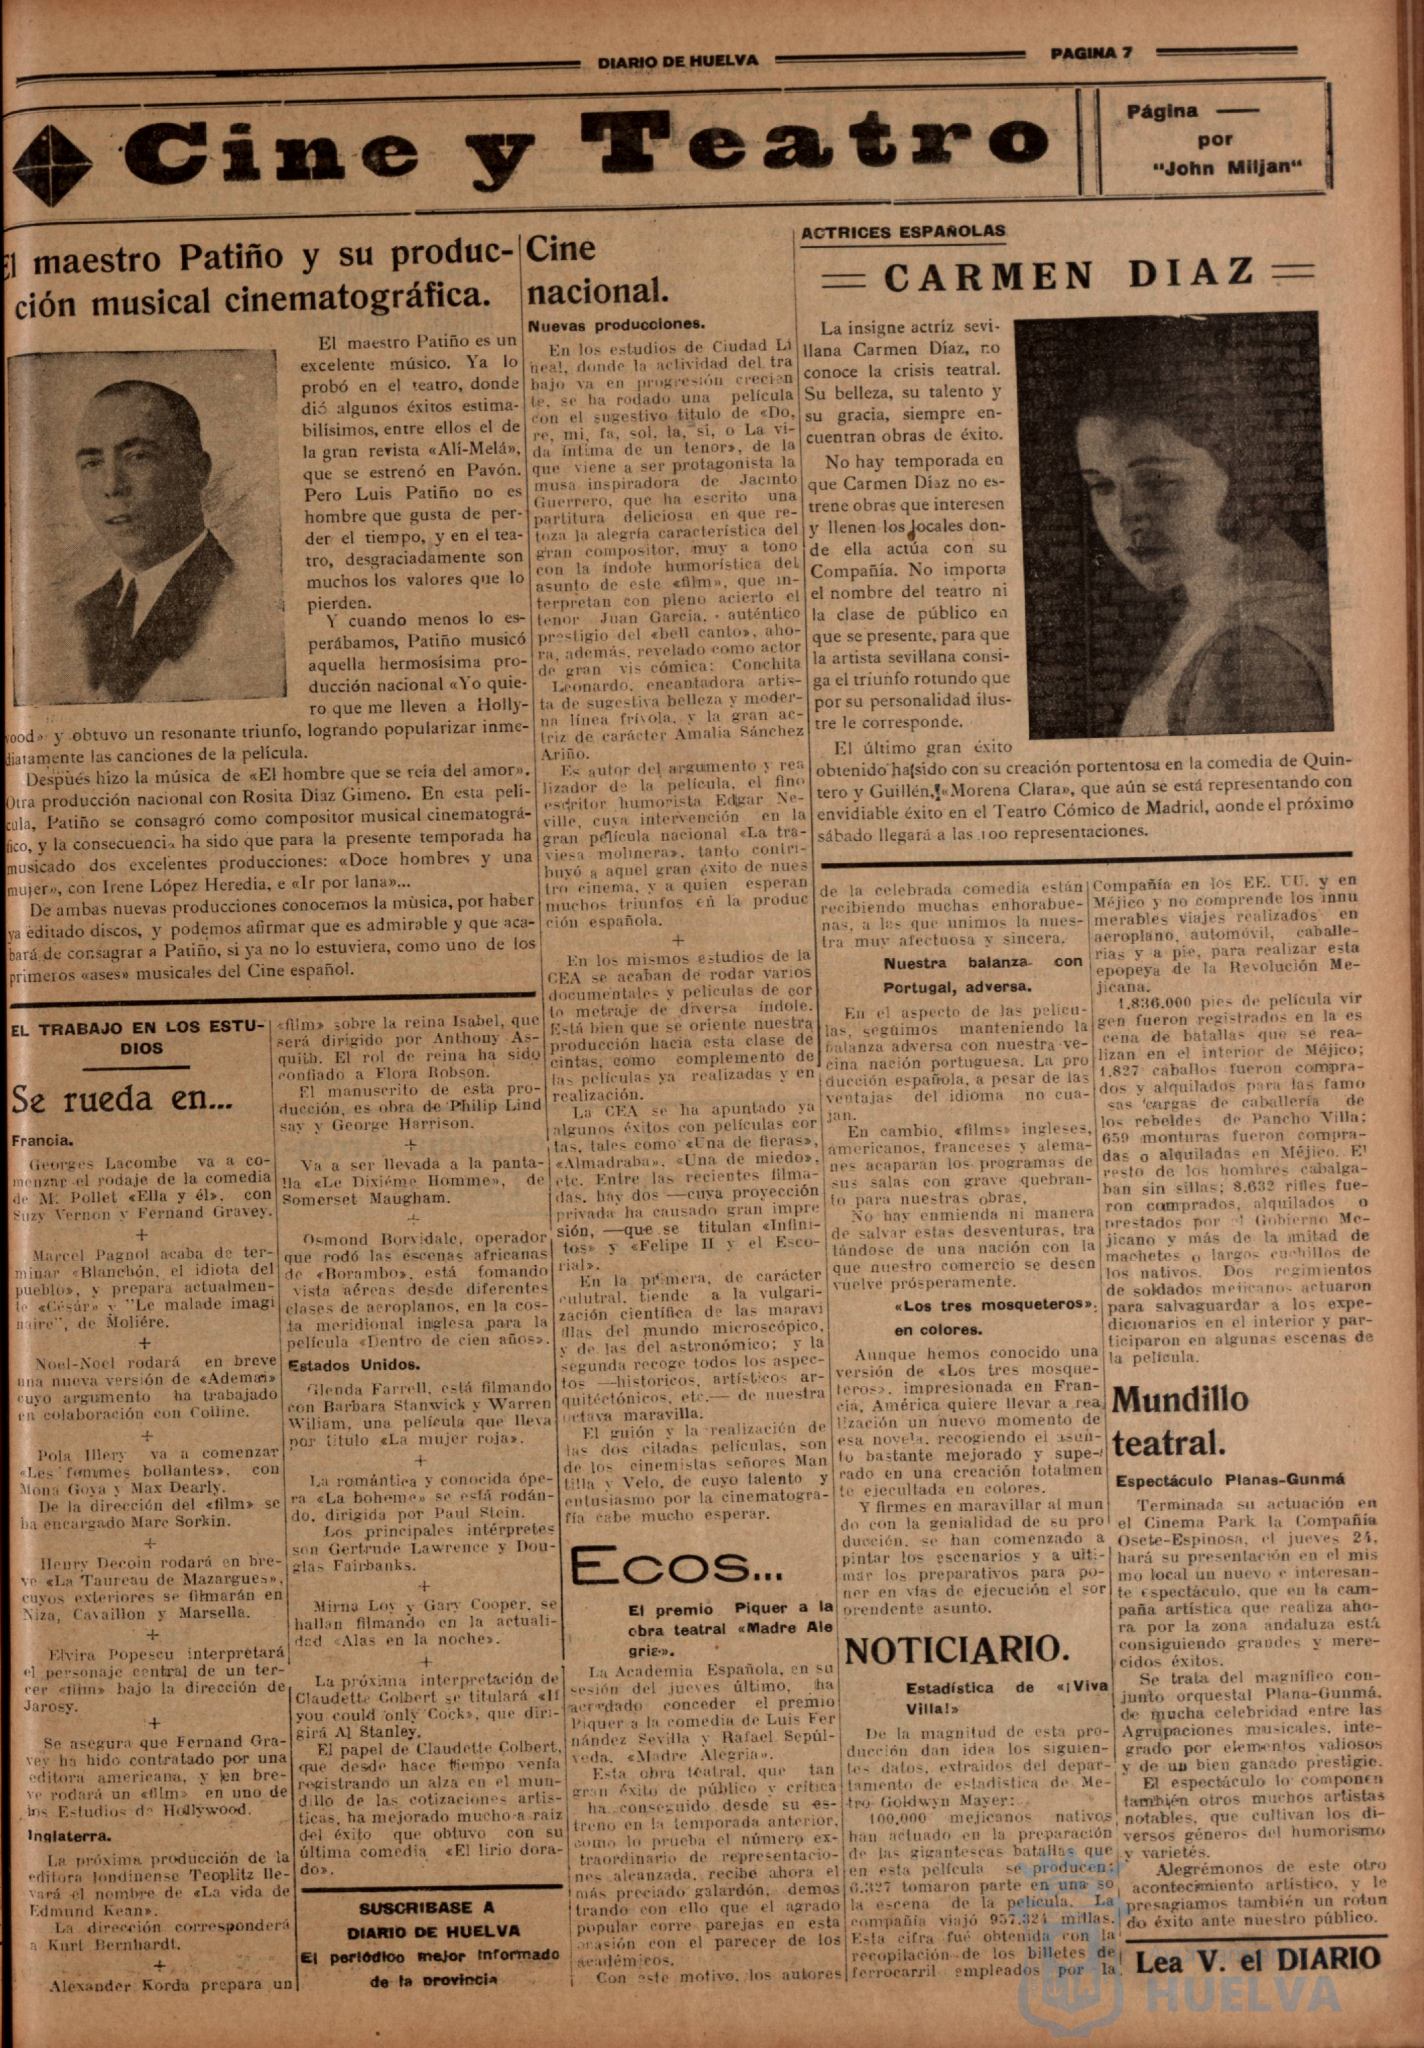 DIARIO DE HUELVA
PAGINA 7
Cine y Teatro
Página —
por
"John Miljan"
El maestro Patiño y su produc-
ción musical cinematográfica.
El maestro Patiño es un
excelente músico. Ya lo
probó en el teatro, donde
dió algunos éxitos estima-
bilísimos, entre ellos el de
la gran revista «Alí-Melá»,
que se estrenó en Pavón.
Pero Luis Patiño no es
hombre que gusta de per-
der el tiempo, y en el tea-
tro, desgraciadamente son
muchos los valores que lo
pierden.
Y cuando menos lo es-
perábamos, Patiño musicó
aquella hermosísima pro-
ducción nacional «Yo quie-
ro que me lleven a Holly-
vood» y obtuvo un resonante triunfo, logrando popularizar inme-
diatamente las canciones de la película.
Después hizo la música de «El hombre que se reía del amor»,
Otra producción nacional con Rosita Diaz Gimeno. En esta pelí-
cula, Patiño se consagró como compositor musical cinematográ-
fico, y la consecuencia ha sido que para la presente temporada ha
musicado dos excelentes producciones: «Doce hombres y una
mujer», con Irene López Heredia, e «Ir por lana»...
De ambas nuevas producciones conocemos la música, por haber
ya editado discos, y podemos afirmar que es admirable y que aca-
bará de consagrar a Patiño, si ya no lo estuviera, como uno de los
primeros «ases» musicales del Cine español.
EL TRABAJO EN LOS ESTU-
DIOS
Se rueda en...
Francia.
Georges Lacombe va a co-
menzar el rodaje de la comedia
de M. Pollet «Ella y él», con
Suzy Vernon y Fernand Gravey.
+
Marcel Pagnol acaba de ter-
minar «Blanchón, el idiota del
pueblo», y prepara actualmen-
te «Césár» y "Le malade imagi
naire", de Moliére.
+
Noel-Noel rodará en breve
una nueva versión de «Ademai»
cuyo argumento ha trabajado
en colaboración con Colline.
+
Pola Illery va a comenzar
«Les femmes bollantes», con
Mona Goya y Max Dearly.
De la dirección del «film» se
ha encargado Marc Sorkin.
+
Henry Decoin rodará en bre-
ve «La Taureau de Mazargues»,
cuyos exteriores se filmarán en
Niza, Cavaillon y Marsella.
+
Elvira Popescu interpretará
el personaje central de un ter-
cer «film» bajo la dirección de
Jarosy.
+
Se asegura que Fernand Gra-
vey ha hido contratado por una
editora americana, y en bre-
ve rodará un «film» en uno de
los Estudios de Hollywood.
Inglaterra.
La próxima producción de la
editora londinense Teoplitz lle-
vará el nombre de «La vida de
Edmund Kean».
La dirección corresponderá
a Kurt Bernhardt.
+
Alexander Korda prepara un
«film» sobre la reina Isabel, que
será dirigido por Anthony As-
quith. El rol de reina ha sido
confiado a Flora Robson.
El manuscrito de esta pro-
ducción, es obra de Philip Lind
say y George Harrison.
+
Va a ser llevada a la panta-
lla «Le Dixiéme Homme», de
Somerset Maugham.
+
Osmond Borvidale, operador
que rodó las escenas africanas
de «Borambo», está fomando
vista aéreas desde diferentes
clases de aeroplanos, en la cos-
ta meridional inglesa para la
película «Dentro de cien años».
Estados Unidos.
Glenda Farrell, está filmando
con Barbara Stanwick y Warren
Wiliam, una película que lleva
por título «La mujer roja».
+
La romántica y conocida ópe-
ra «La boheme» se está rodán-
do, dirigida por Paul Stein.
Los principales intérpretes
son Gertrude Lawrence y Dou-
glas Fairbanks.
+
Mirna Loy y Gary Cooper, se
hallan filmando en la actuali-
dad «Alas en la noche».
+
La próxima interpretación de
Claudette Colbert se titulará «If
you could only Cock», que diri-
girá Al Stanley.
El papel de Claudette Colbert,
que desde hace tiempo venía
registrando un alza en el mun-
dillo de las cotizaciones artís-
ticas, ha mejorado mucho a raiz
del éxito que obtuvo con su
última comedia «El lirio dora-
do».
SUSCRIBASE A
DIARIO DE HUELVA
El periódico mejor informado
de la provincia
Cine
nacional.
Nuevas producciones.
En los estudios de Ciudad Li
neal, donde la actividad del tra
bajo va en progresión crecien
te, se ha rodado una película
con el sugestivo título de «Do,
re, mi, fa, sol, la, si, o La vi-
da íntima de un tenor», de la
que viene a ser protagonista la
musa inspiradora de Jacinto
Guerrero, que ha escrito una
partitura deliciosa en que re-
toza la alegría característica del
gran compositor, muy a tono
con la índole humorística del
asunto de este «film», que in-
terpretan con pleno acierto el
tenor Juan García, auténtico
prestigio del «bell canto», aho-
ra, además, revelado como actor
de gran vis cómica; Conchita
Leonardo, encantadora artis-
ta de sugestiva belleza y moder-
na línea frívola, y la gran ac-
triz de carácter Amalia Sánchez
Ariño.
Es autor del argumento y rea
lizador de la película, el fino
escritor humorista Edgar Ne-
ville, cuya intervención en la
gran película nacional «La tra-
viesa molinera», tanto contri-
buyó a aquel gran éxito de nues
tro cinema, y a quien esperan
muchos triunfos en la produc
ción española.
+
En los mismos estudios de la
CEA se acaban de rodar varios
documentales y películas de cor
to metraje de diversa índole.
Está bien que se oriente nuestra
producción hacia esta clase de
cintas, como complemento de
las películas ya realizadas y en
realización.
La CEA se ha apuntado ya
algunos éxitos con películas cor
tas, tales como «Una de fieras»,
«Almadraba», «Una de miedo»,
etc. Entre las recientes filma-
das, hay dos —cuya proyección
privada ha causado gran impre
sión, —que se titulan «Infini-
tos» y «Felipe II y el Esco-
rial».
En la primera, de carácter
culutral, tiende a la vulgari-
zación científica de las maravi
llas del mundo microscópico,
y de las del astronómico; y la
segunda recoge todos los aspec-
tos —historicos, artísticos ar-
quitéctónicos, etc.— de nuestra
octava maravilla.
El guión y la realización de
las dos citadas películas, son
de los cinemistas señores Man
tilla y Velo, de cuyo talento y
entusiasmo por la cinematogra-
fía cabe mucho esperar.
Ecos...
El premio Piquer a la
obra teatral «Madre Ale
gria».
La Academia Española, en su
sesión del jueves último, ha
acordado conceder el premio
Piquer a la comedia de Luis Fer
nández Sevilla y Rafael Sepúl-
veda, «Madre Alegría».
Esta obra teatral, que tan
gran éxito de público y crítica
ha conseguido desde su es-
treno en la temporada anterior,
como lo prueba el número ex-
traordinario de representacio-
nes alcanzada, recibe ahora el
más preciado galardón, demos
trando con ello que el agrado
popular corre parejas en esta
ocasión con el parecer de los
académicos.
Con este motivo, los autores
ACTRICES ESPAÑOLAS
CARMEN DIAZ
La insigne actríz sevi-
llana Carmen Díaz, no
conoce la crisis teatral.
Su belleza, su talento y
su gracia, siempre en-
cuentran obras de éxito.
No hay temporada en
que Carmen Díaz no es-
trene obras que interesen
y llenen los locales don-
de ella actúa con su
Compañía. No importa
el nombre del teatro ni
la clase de público en
que se presente, para que
la artista sevillana consi-
ga el triunfo rotundo que
por su personalidad ilus-
tre le corresponde.
El último gran éxito
obtenido ha sido con su creación portentosa en la comedia de Quin-
tero y Guillén, «Morena Clara», que aún se está representando con
envidiable éxito en el Teatro Cómico de Madrid, donde el próximo
sábado llegará a las 100 representaciones.
de la celebrada comedia están
recibiendo muchas enhorabue-
nas, a las que unimos la nues-
tra muy afectuosa y sincera.
Nuestra balanza con
Portugal, adversa.
En el aspecto de las pelícu-
las, seguimos manteniendo la
balanza adversa con nuestra ve-
cina nación portuguesa. La pro
ducción española, a pesar de las
ventajas del idioma no cua-
jan.
En cambio, «films» ingleses,
americanos, franceses y alema-
nes acaparan los programas de
sus salas con grave quebran-
to para nuestras obras.
No hay enmienda ni manera
de salvar estas desventuras, tra
tándose de una nación con la
que nuestro comercio se desen
vuelve prósperamente.
«Los tres mosqueteros»,
en colores.
Aunque hemos conocido una
versión de «Los tres mosque-
teros», impresionada en Fran-
cia, América quiere llevar a rea
lización un nuevo momento de
esa novela, recogiendo el asun-
to bastante mejorado y supe-
rado en una creación totalmen
te ejecultada en colores.
Y firmes en maravillar al mun
do con la genialidad de su pro
ducción, se han comenzado a
pintar los escenarios y a ulti-
mar los preparativos para po-
ner en vías de ejecución el sor
prendente asunto.
NOTICIARIO.
Estadística de «¡Viva
Villa!»
De la magnitud de esta pro-
ducción dan idea los siguien-
tes datos, extraidos del depar-
tamento de estadistica de Me-
tro Goldwyn Mayer:
100.000 mejicanos nativos
han actuado en la preparación
de las gigantescas batallas que
en esta película se producen;
6.327 tomaron parte en una so
la escena de la película. La
compañía viajó 957.324 millas.
Esta cifra fué obtenida con la
recopilación de los billetes de
ferrocarril empleados por la
Compañía en los EE. UU. y en
Méjico y no comprende los innu
merables viajes realizados en
aeroplano, automóvil, caballe-
rias y a pie, para realizar esta
epopeya de la Revolución Me-
jicana.
1.836.000 pies de película vir
gen fueron registrados en la es
cena de batallas que se rea-
lizan en el interior de Méjico;
1.827 caballos fueron compra-
dos y alquilados para las famo
sas cargas de caballería de
los rebeldes de Pancho Villa;
659 monturas fueron compra-
das o alquiladas en Méjico. El
resto de los hombres cabalga-
ban sin sillas; 8.632 rifles fue-
ron comprados, alquilados o
prestados por el Gobierno Me-
jicano y más de la mitad de
machetes o largos cuchillos de
los nativos. Dos regimientos
de soldados mejicanos actuaron
para salvaguardar a los expe-
dicionarios en el interior y par-
ticiparon en algunas escenas de
la película.
Mundillo
teatral.
Espectáculo Planas-Gunmá
Terminada su actuación en
el Cinema Park la Compañía
Osete-Espinosa, el jueves 24,
hará su presentación en el mis
mo local un nuevo e interesan-
te espectáculo, que en la cam-
paña artística que realiza aho-
ra por la zona andaluza está
consiguiendo grandes y mere-
cidos éxitos.
Se trata del magnífico con-
junto orquestal Plana-Gunmá,
de mucha celebridad entre las
Agrupaciones musicales, inte-
grado por elementos valiosos
y de un bien ganado prestigie.
El espectáculo lo componen
también otros muchos artistas
notables, que cultivan los di-
versos géneros del humorismo
y varietés.
Alegrémonos de este otro
acontecimiento artístico, y le
presagiamos también un rotun
do éxito ante nuestro público.
Lea V. el DIARIO
HUELVA